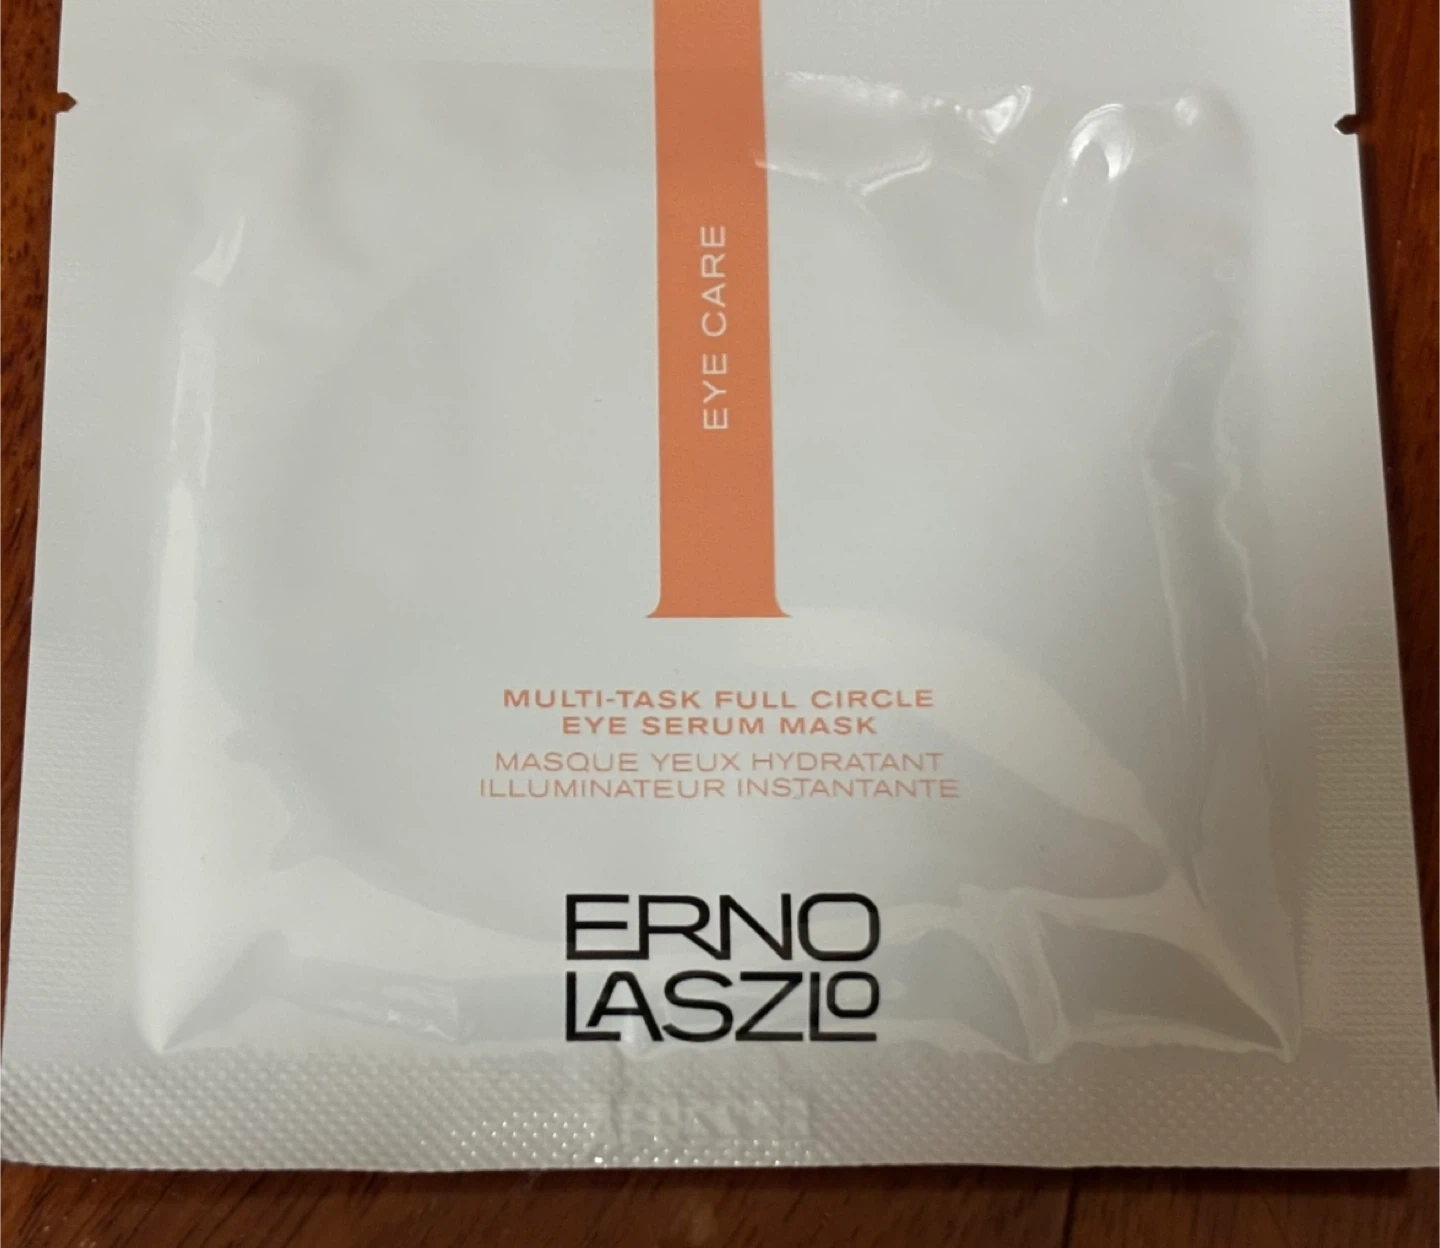 EYE CARE
MULTI-TASK FULL CIRCLE
EYE SERUM MASK
MASQUE YEUX HYDRATANT
ILLUMINATEUR INSTANTANTE
ERNO
LASZLO